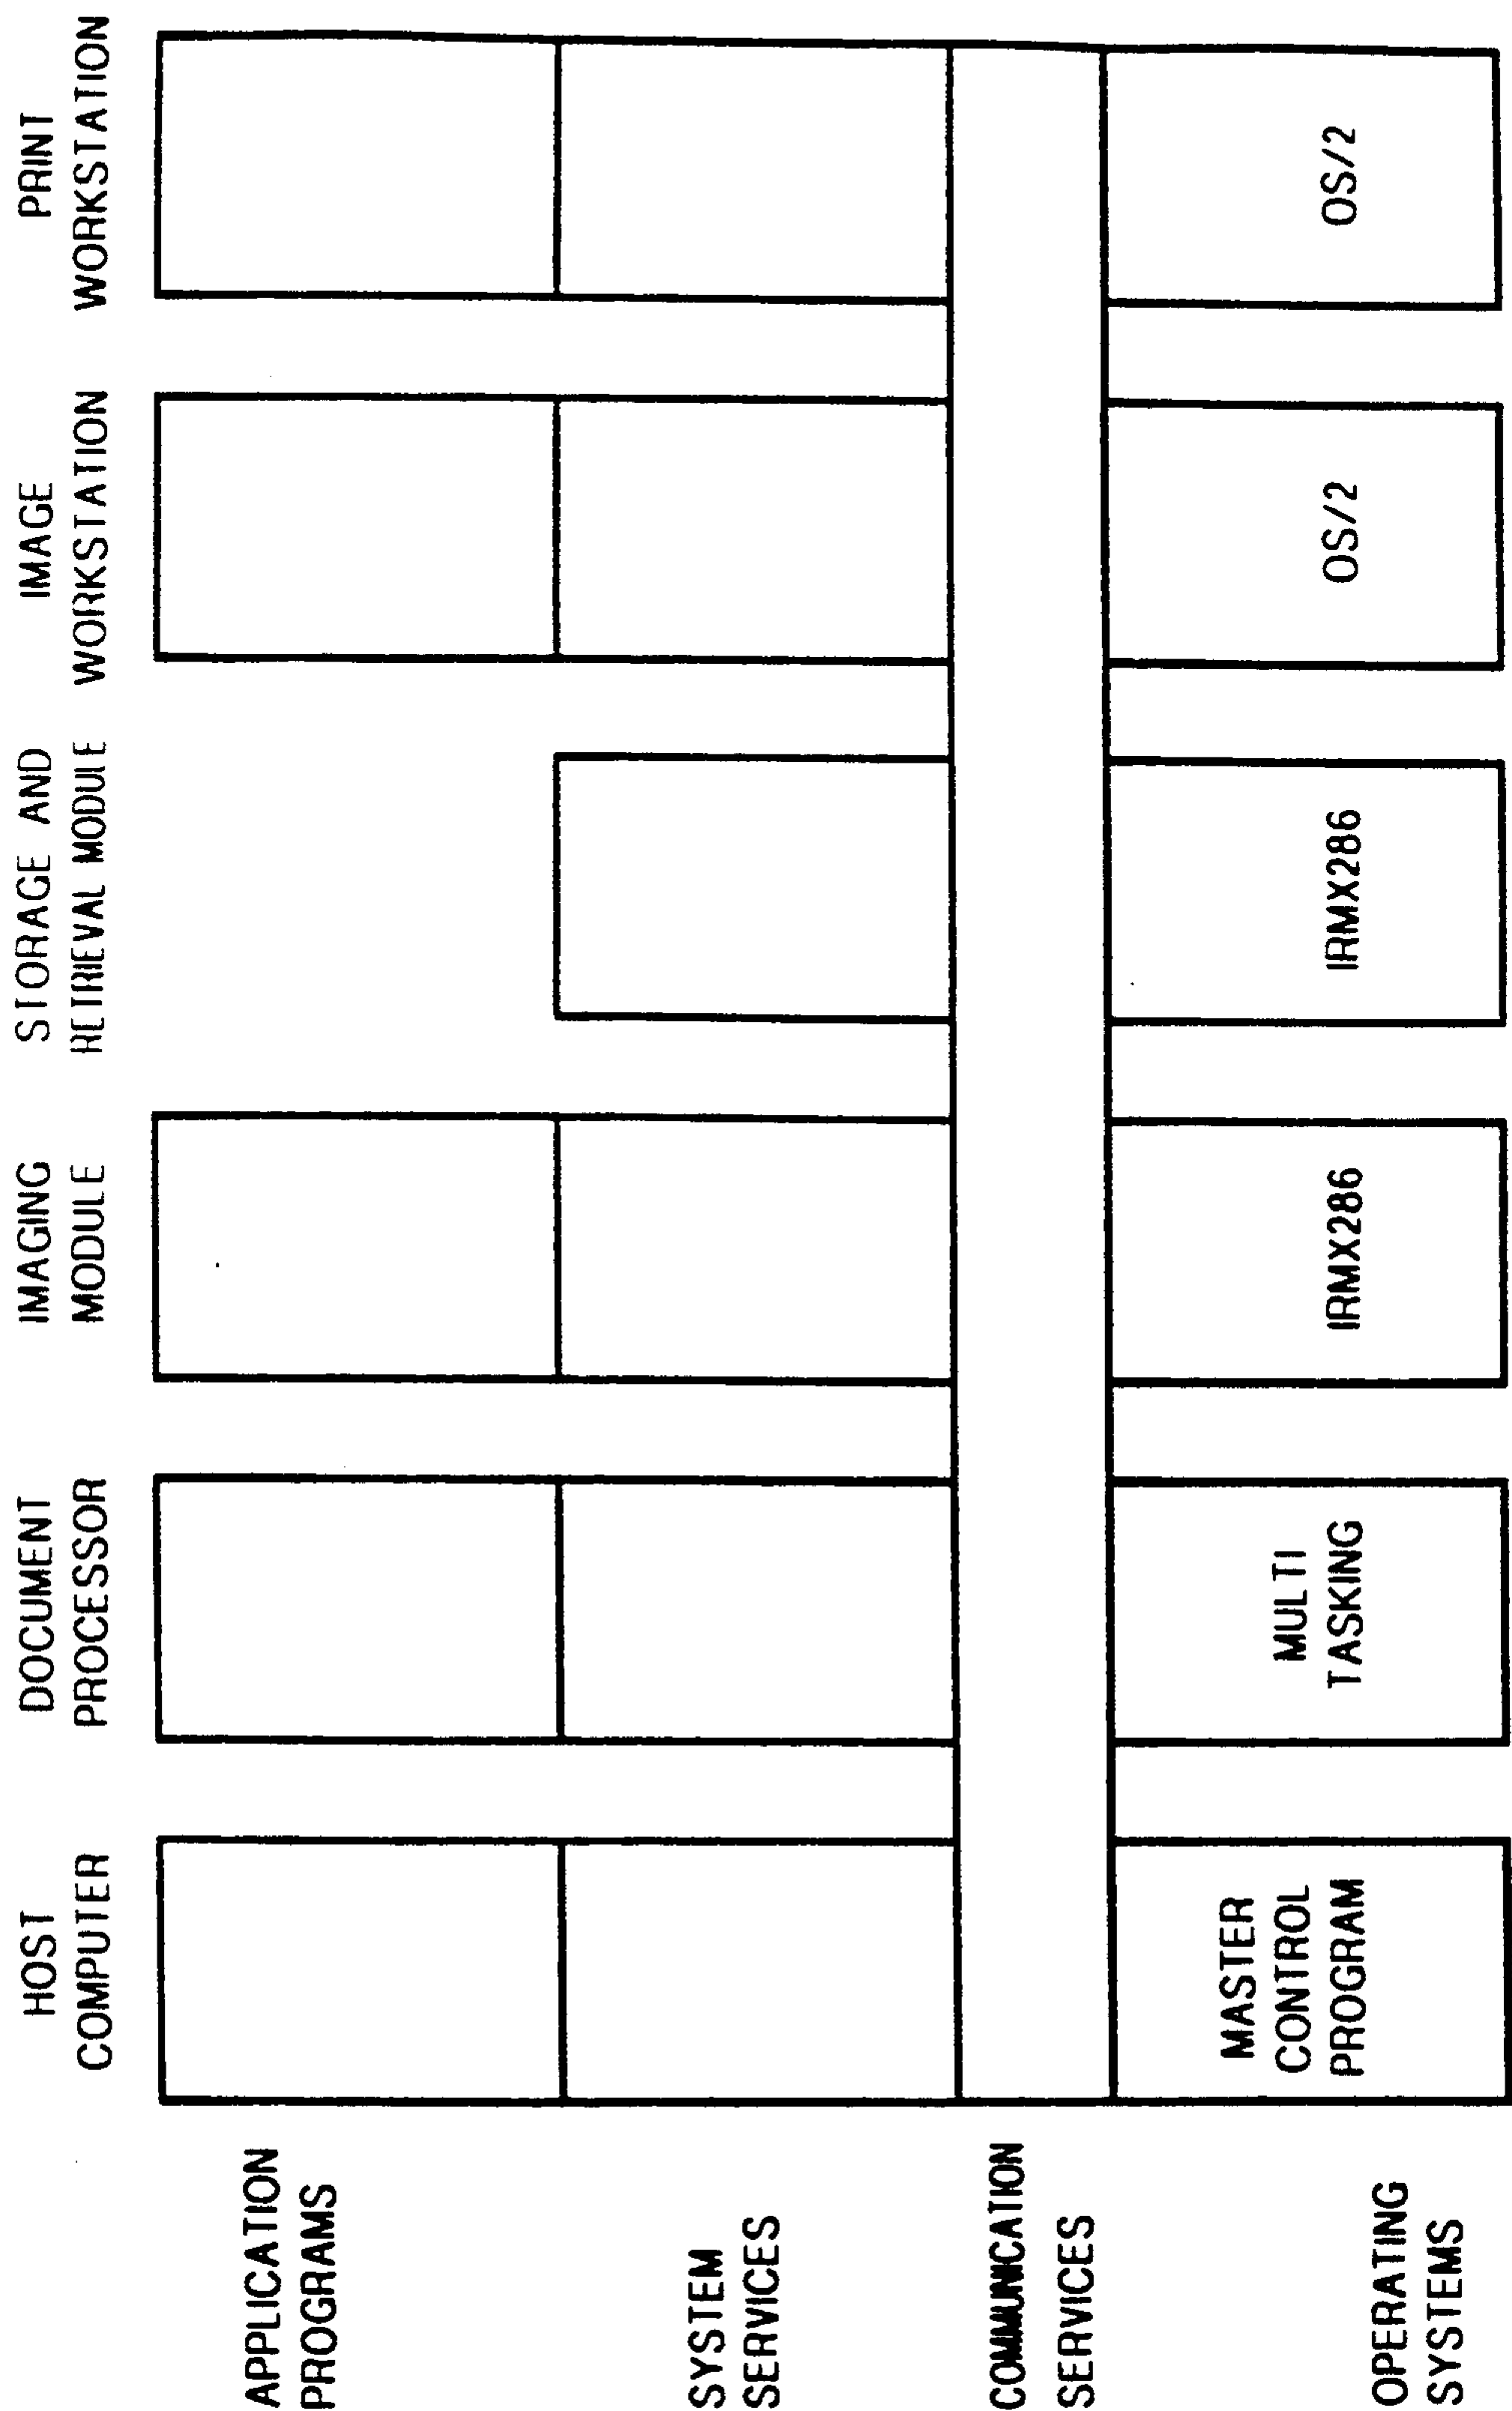 HOST
COMPUTER
DOCUMENT
PROCESSOR
IMAGING
MODULE
STORAGE AND
RETRIEVAL MODULE
IMAGE
WORKSTATION
PRINT
WORKSTATION
APPLICATION
PROGRAMS
SYSTEM
SERVICES
COMMUNICATION
SERVICES
OPERATING
SYSTEMS
MASTER
CONTROL
PROGRAM
MULTI
TASKING
IRMX286
IRMX286
OS/2
OS/2